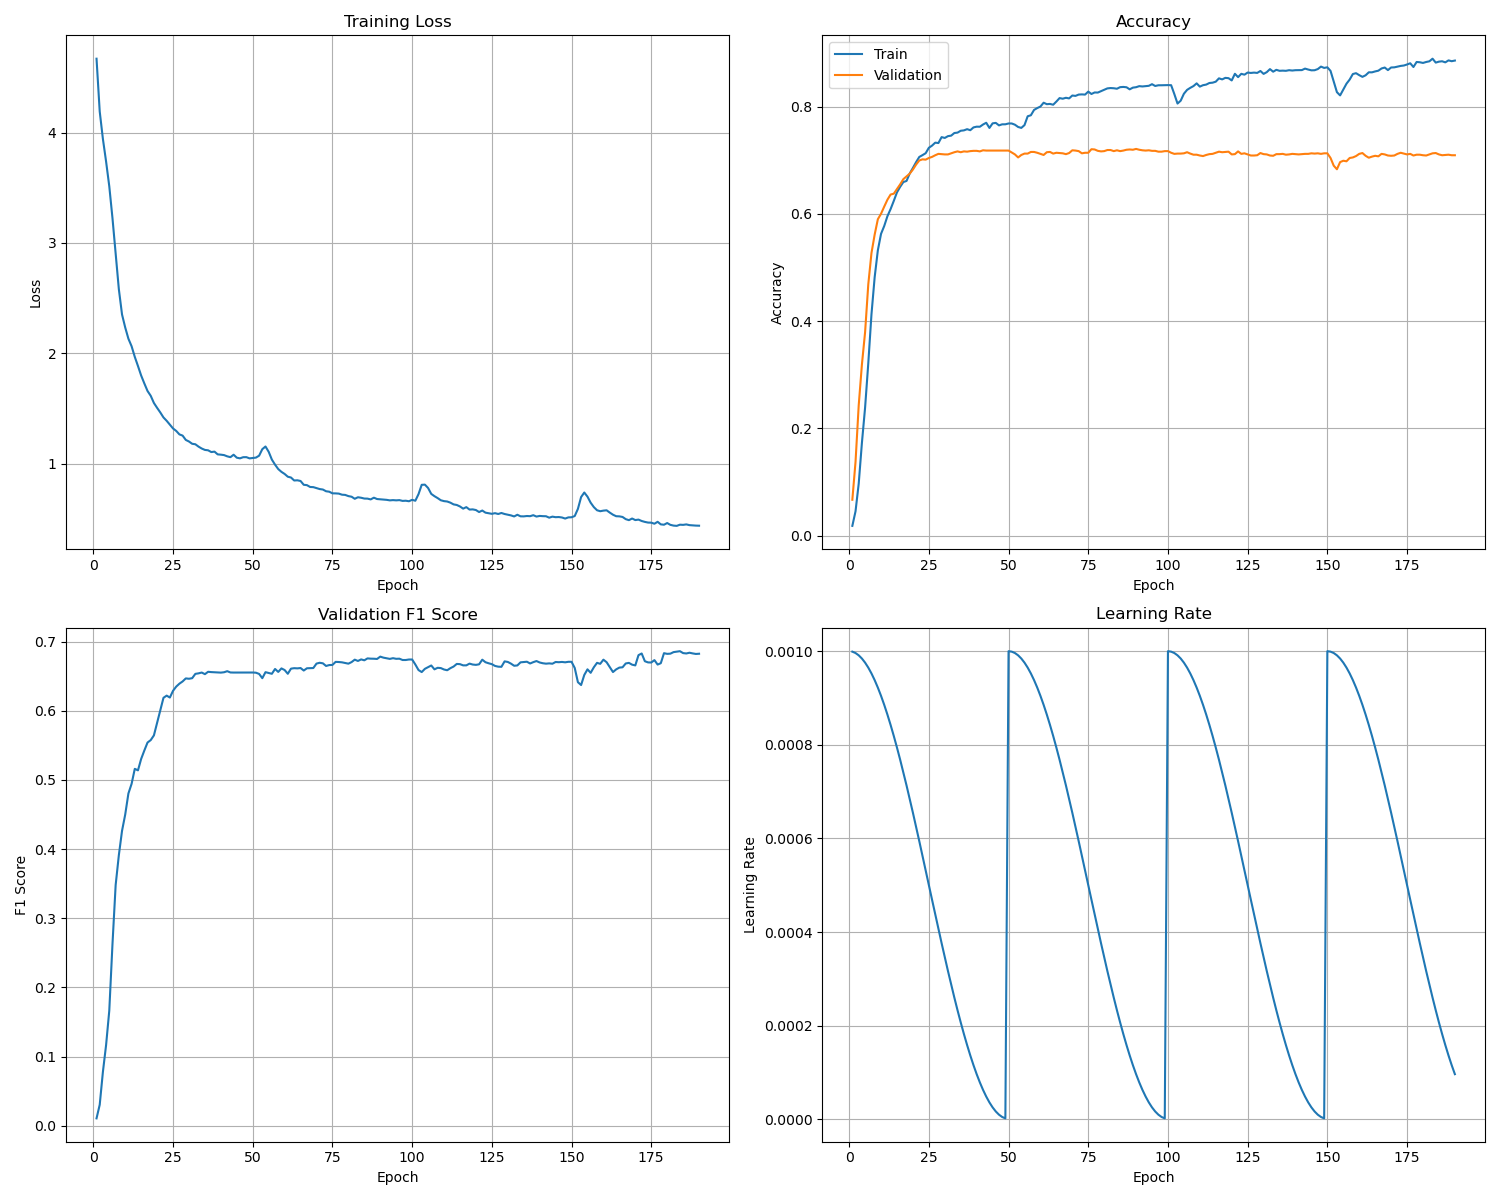 Training Loss
4
3
2
1
Loss
0 25 50 75 100 125 150 175
Epoch
Accuracy
Train
Validation
0.8
0.6
0.4
0.2
0.0
Accuracy
0 25 50 75 100 125 150 175
Epoch
Validation F1 Score
0.7
0.6
0.5
0.4
0.3
0.2
0.1
0.0
F1 Score
0 25 50 75 100 125 150 175
Epoch
Learning Rate
0.0010
0.0008
0.0006
0.0004
0.0002
0.0000
Learning Rate
0 25 50 75 100 125 150 175
Epoch